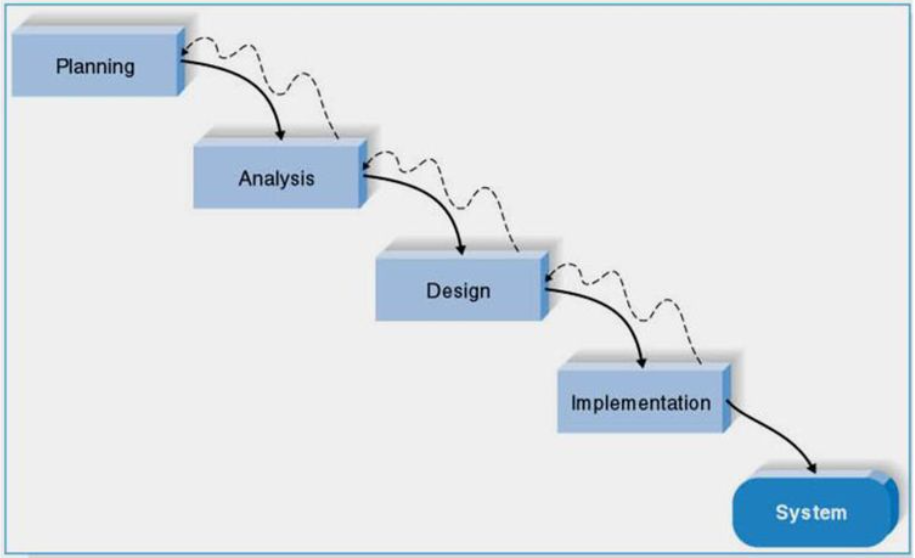 Planning
Analysis
Design
Implementation
System